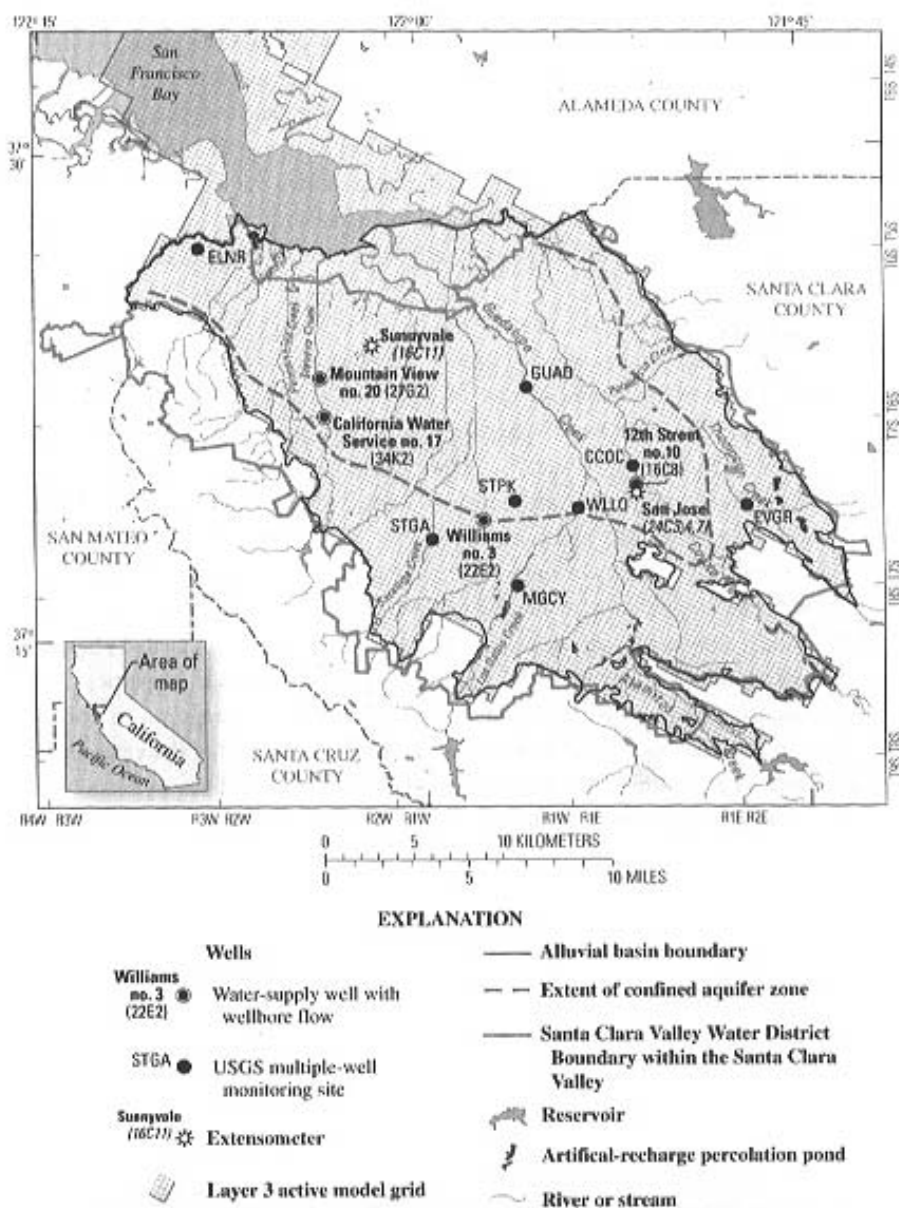 122° 15'
122° 00'
121° 45'
San
Francisco
Bay
ALAMEDA COUNTY
37°
30'
SANTA CLARA
COUNTY
ELNR
Sunnyvale
(16C11)
Mountain View
no. 20 (27G2)
GUAD
California Water
Service no. 17
(34K2)
12th Street
no. 10
(16C8)
CCOC
STPK
WLLO
San Jose
EVGR
STGA
Williams
no. 3
(22E2)
MGCY
SAN MATEO
COUNTY
37°
15'
Area of
map
California
Pacific Ocean
SANTA CRUZ
COUNTY
Creek
R4W R3W
R3W R2W
R2W R1W
R1W R1E
R1E R2E
0 5 10 KILOMETERS
0 5 10 MILES
EXPLANATION
Wells
Williams
no. 3
(22E2)
Water-supply well with
wellbore flow
STGA
USGS multiple-well
monitoring site
Sunnyvale
(16C11)
Extensometer
Layer 3 active model grid
Alluvial basin boundary
Extent of confined aquifer zone
Santa Clara Valley Water District
Boundary within the Santa Clara
Valley
Reservoir
Artifical-recharge percolation pond
River or stream